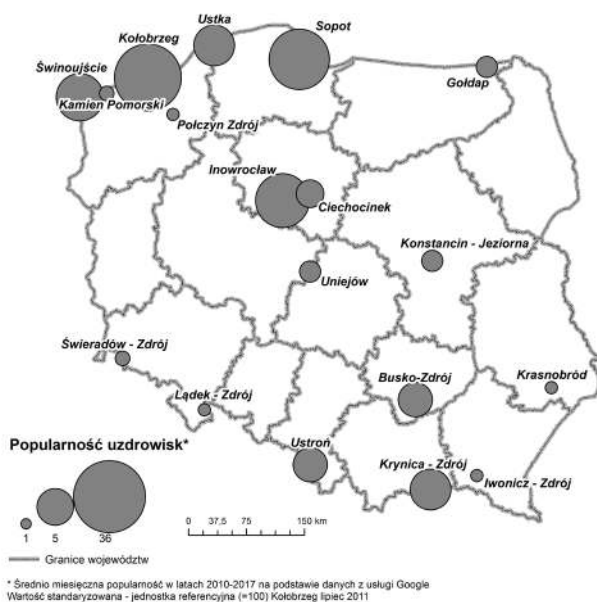 Ustka
Sopot
Kołobrzeg
Świnoujście
Gołdap
Kamien Pomorski
Połczyn Zdrój
Inowrocław
Ciechocinek
Konstancin - Jeziorna
Uniejów
Świeradów - Zdrój
Busko-Zdrój
Krasnobród
Lądek - Zdrój
Popularność uzdrowisk*
Ustroń
Krynica - Zdrój
Iwonicz - Zdrój
1 5 36
0 37,5 75 150 km
Granice województw
* Średnio miesięczna popularność w latach 2010-2017 na podstawie danych z usługi Google
Wartość standaryzowana - jednostka referencyjna (=100) Kołobrzeg lipiec 2011